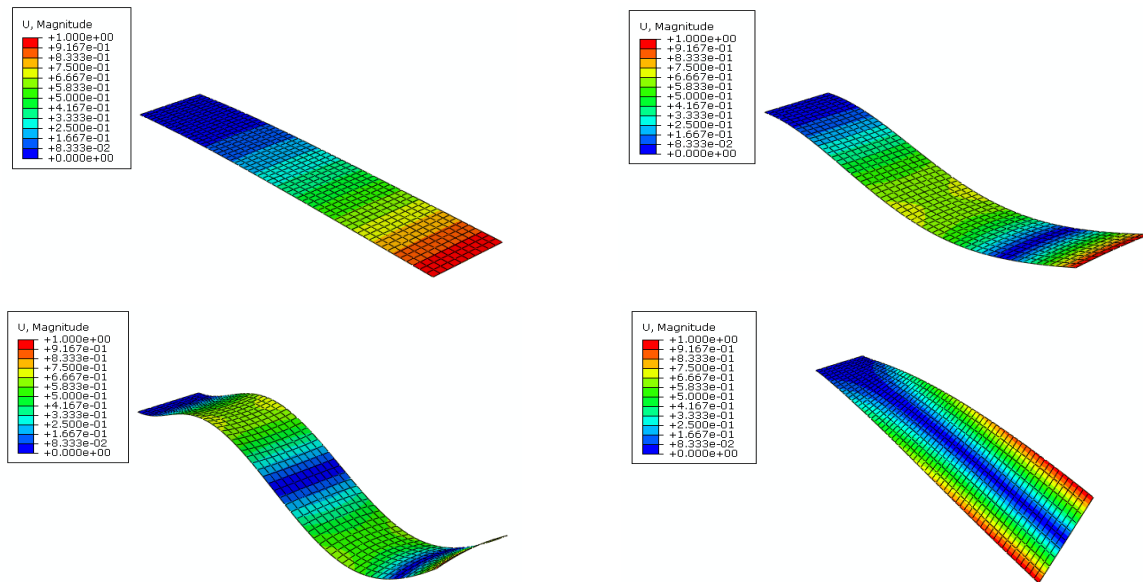 U, Magnitude
+1.000e+00
+9.167e-01
+8.333e-01
+7.500e-01
+6.667e-01
+5.833e-01
+5.000e-01
+4.167e-01
+3.333e-01
+2.500e-01
+1.667e-01
+8.333e-02
+0.000e+00
U, Magnitude
+1.000e+00
+9.167e-01
+8.333e-01
+7.500e-01
+6.667e-01
+5.833e-01
+5.000e-01
+4.167e-01
+3.333e-01
+2.500e-01
+1.667e-01
+8.333e-02
+0.000e+00
U, Magnitude
+1.000e+00
+9.167e-01
+8.333e-01
+7.500e-01
+6.667e-01
+5.833e-01
+5.000e-01
+4.167e-01
+3.333e-01
+2.500e-01
+1.667e-01
+8.333e-02
+0.000e+00
U, Magnitude
+1.000e+00
+9.167e-01
+8.333e-01
+7.500e-01
+6.667e-01
+5.833e-01
+5.000e-01
+4.167e-01
+3.333e-01
+2.500e-01
+1.667e-01
+8.333e-02
+0.000e+00